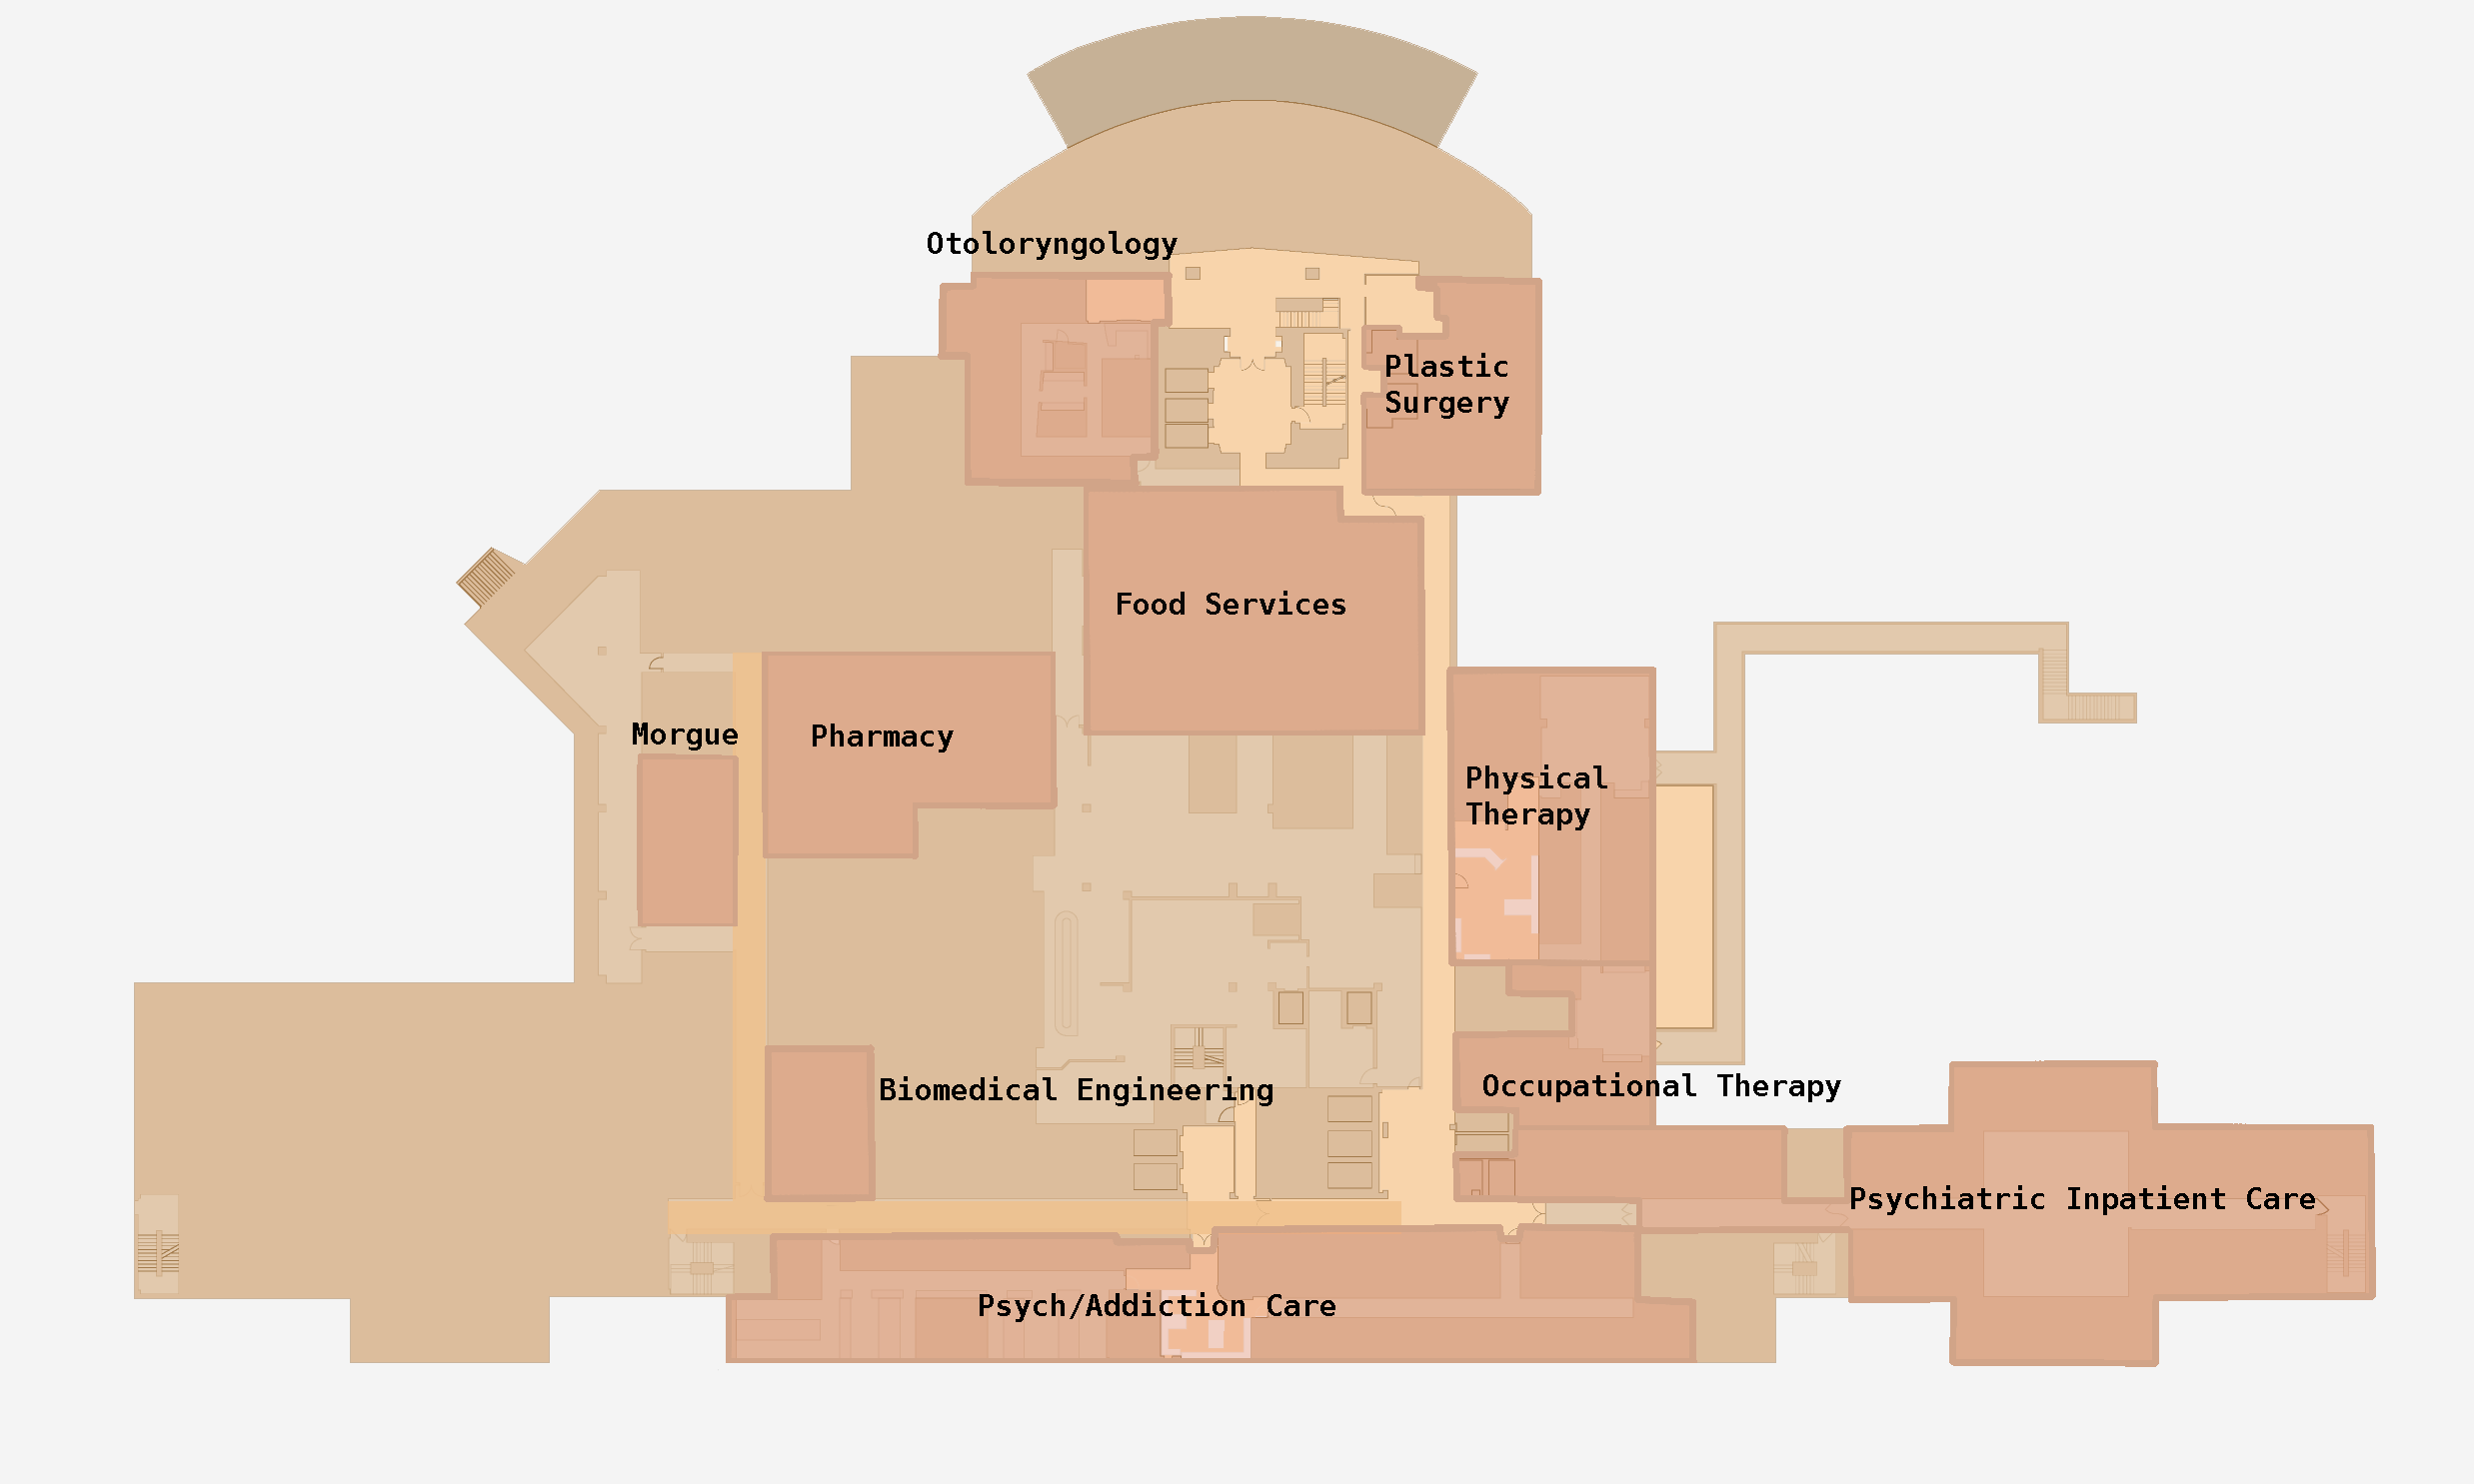 Otoloryngology
Plastic
Surgery
Food Services
Morgue
Pharmacy
Physical
Therapy
Biomedical Engineering
Occupational Therapy
Psychiatric Inpatient Care
Psych/Addiction Care